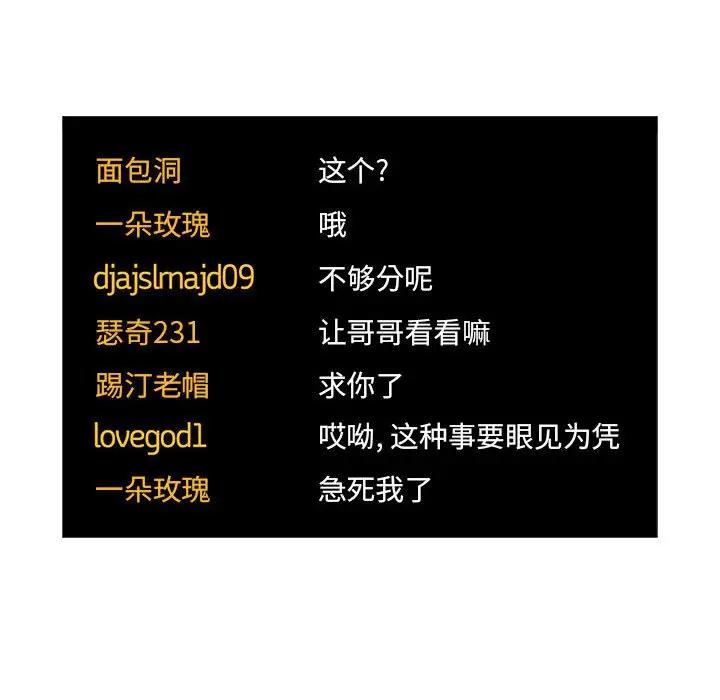 面包洞 这个?
一朵玫瑰 哦
djajslmajd09 不够分呢
瑟奇231 让哥哥看看嘛
踢汀老帽 求你了
lovegod1 哎呦, 这种事要眼见为凭
一朵玫瑰 急死我了